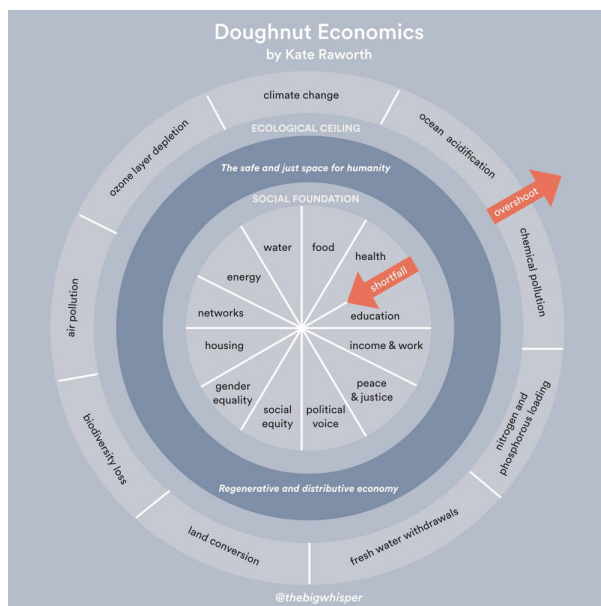 Doughnut Economics
by Kate Raworth
climate change
ocean acidification
chemical pollution
nitrogen and
phosphorous loading
fresh water withdrawals
land conversion
biodiversity loss
air pollution
ozone layer depletion
ECOLOGICAL CEILING
overshoot
The safe and just space for humanity
SOCIAL FOUNDATION
water
food
health
shortfall
education
income & work
peace
& justice
political
voice
social
equity
gender
equality
housing
networks
energy
Regenerative and distributive economy
@thebigwhisper